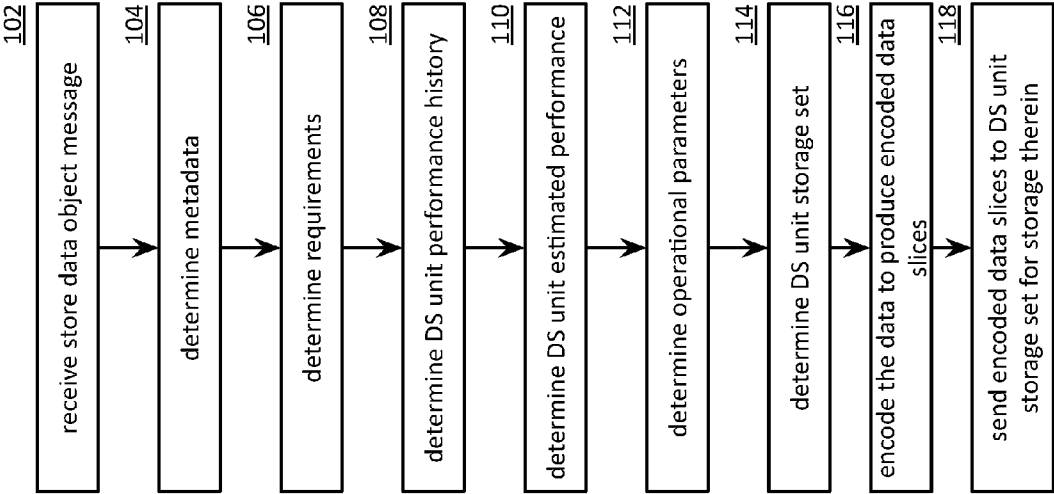 102
receive store data object message
104
determine metadata
106
determine requirements
108
determine DS unit performance history
110
determine DS unit estimated performance
112
determine operational parameters
114
determine DS unit storage set
116
encode the data to produce encoded data
slices
118
send encoded data slices to DS unit
storage set for storage therein